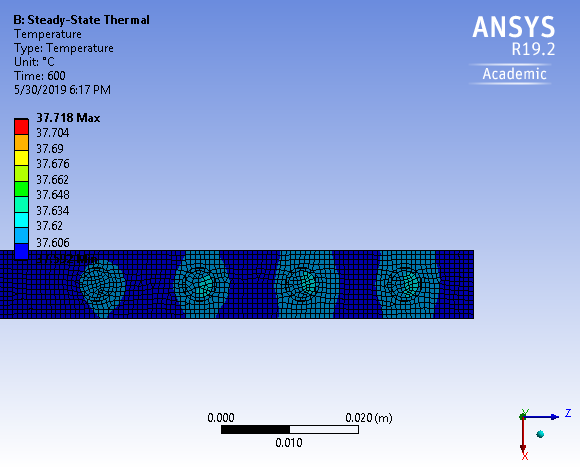 B: Steady-State Thermal
Temperature
Type: Temperature
Unit: °C
Time: 600
5/30/2019 6:17 PM
ANSYS
R19.2
Academic
37.718 Max
37.704
37.69
37.676
37.662
37.648
37.634
37.62
37.606
0.000
0.020 (m)
0.010
Y
Z
X